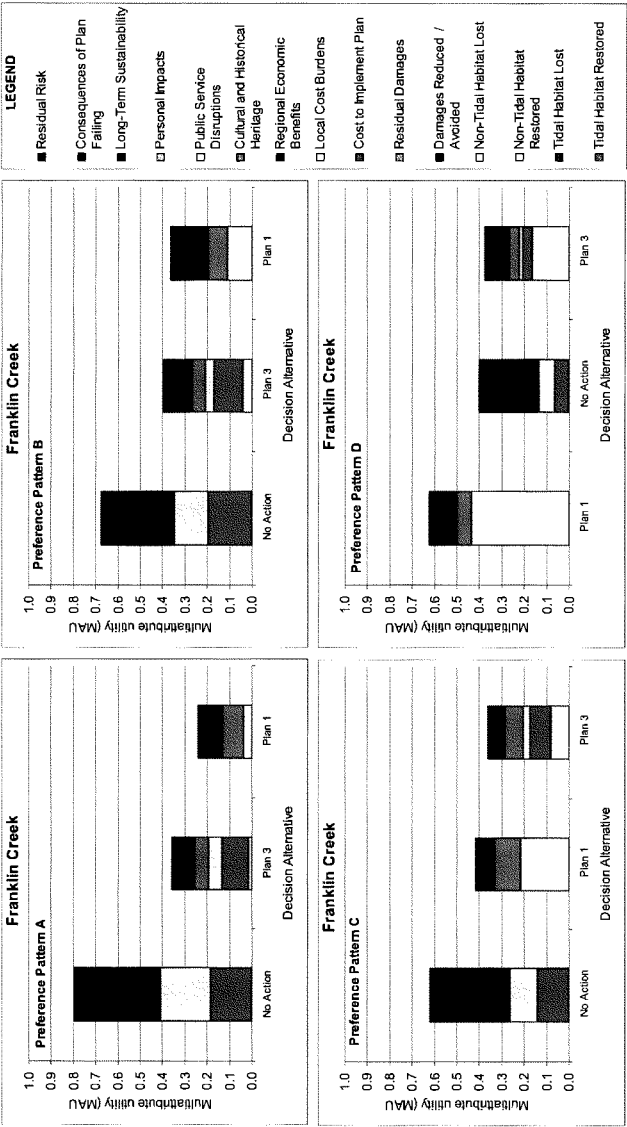 Franklin Creek
Preference Pattern A
Multiattribute utility (MAU)
1.0
0.9
0.8
0.7
0.6
0.5
0.4
0.3
0.2
0.1
0.0
No Action
Plan 3
Plan 1
Decision Alternative
Franklin Creek
Preference Pattern B
Multiattribute utility (MAU)
1.0
0.9
0.8
0.7
0.6
0.5
0.4
0.3
0.2
0.1
0.0
No Action
Plan 3
Plan 1
Decision Alternative
Franklin Creek
Preference Pattern C
Multiattribute utility (MAU)
1.0
0.9
0.8
0.7
0.6
0.5
0.4
0.3
0.2
0.1
0.0
No Action
Plan 1
Plan 3
Decision Alternative
Franklin Creek
Preference Pattern D
Multiattribute utility (MAU)
1.0
0.9
0.8
0.7
0.6
0.5
0.4
0.3
0.2
0.1
0.0
Plan 1
No Action
Plan 3
Decision Alternative
LEGEND
Residual Risk
Consequences of Plan
Failing
Long-Term Sustainability
Personal Impacts
Public Service
Disruptions
Cultural and Historical
Heritage
Regional Economic
Benefits
Local Cost Burdens
Cost to Implement Plan
Residual Damages
Damages Reduced /
Avoided
Non-Tidal Habitat Lost
Non-Tidal Habitat
Restored
Tidal Habitat Lost
Tidal Habitat Restored